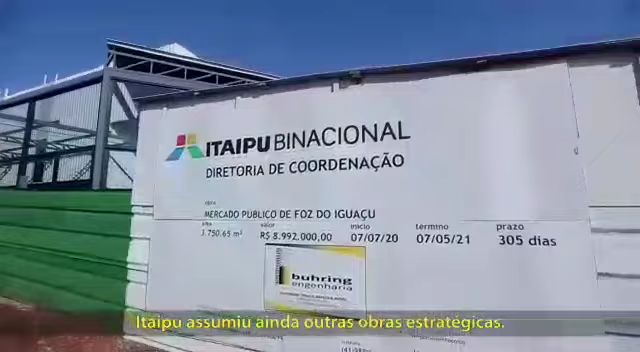 ITAIPU BINACIONAL
DIRETORIA DE COORDENAÇÃO
obra
MERCADO PÚBLICO DE FOZ DO IGUAÇU
valor início término prazo
3.750.65 m² R$ 8.992.000,00 07/07/20 07/05/21 305 dias
buhring
engenharia
Itaipu assumiu ainda outras obras estratégicas.